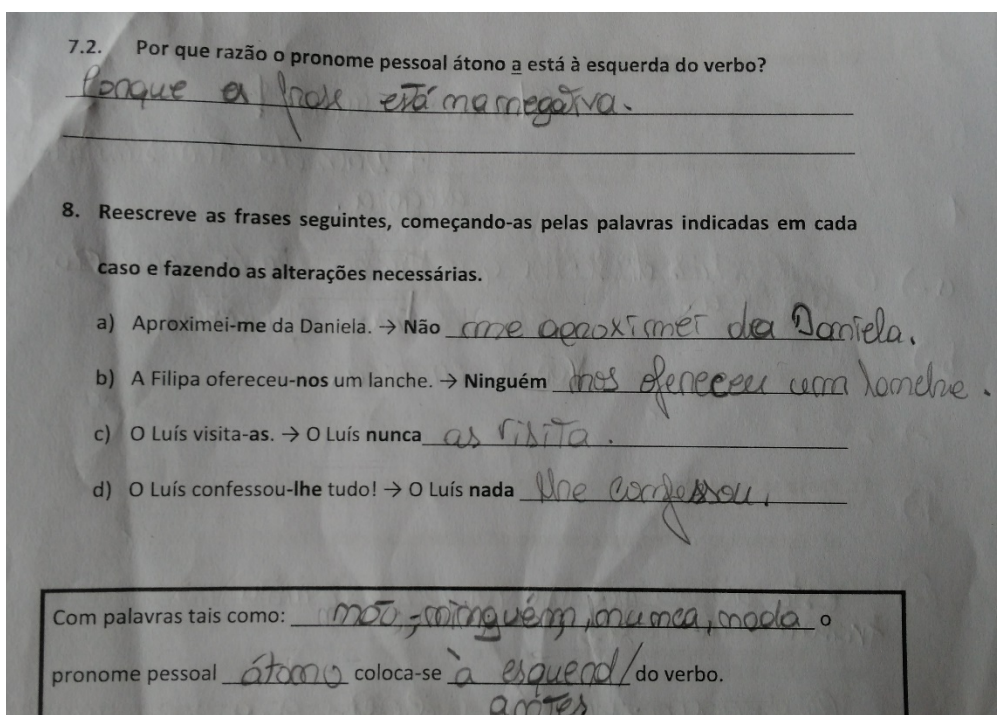 7.2. Por que razão o pronome pessoal átono a está à esquerda do verbo?
Porque a frase está na negativa.
8. Reescreve as frases seguintes, começando-as pelas palavras indicadas em cada
caso e fazendo as alterações necessárias.
a) Aproximei-me da Daniela. → Não me aproximei da Daniela.
b) A Filipa ofereceu-nos um lanche. → Ninguém nos ofereceu um lanche.
c) O Luís visita-as. → O Luís nunca as visita.
d) O Luís confessou-lhe tudo! → O Luís nada lhe confessou.
Com palavras tais como: não, ninguém, nunca, nada o
pronome pessoal átono coloca-se à esquerd/ do verbo.
antes